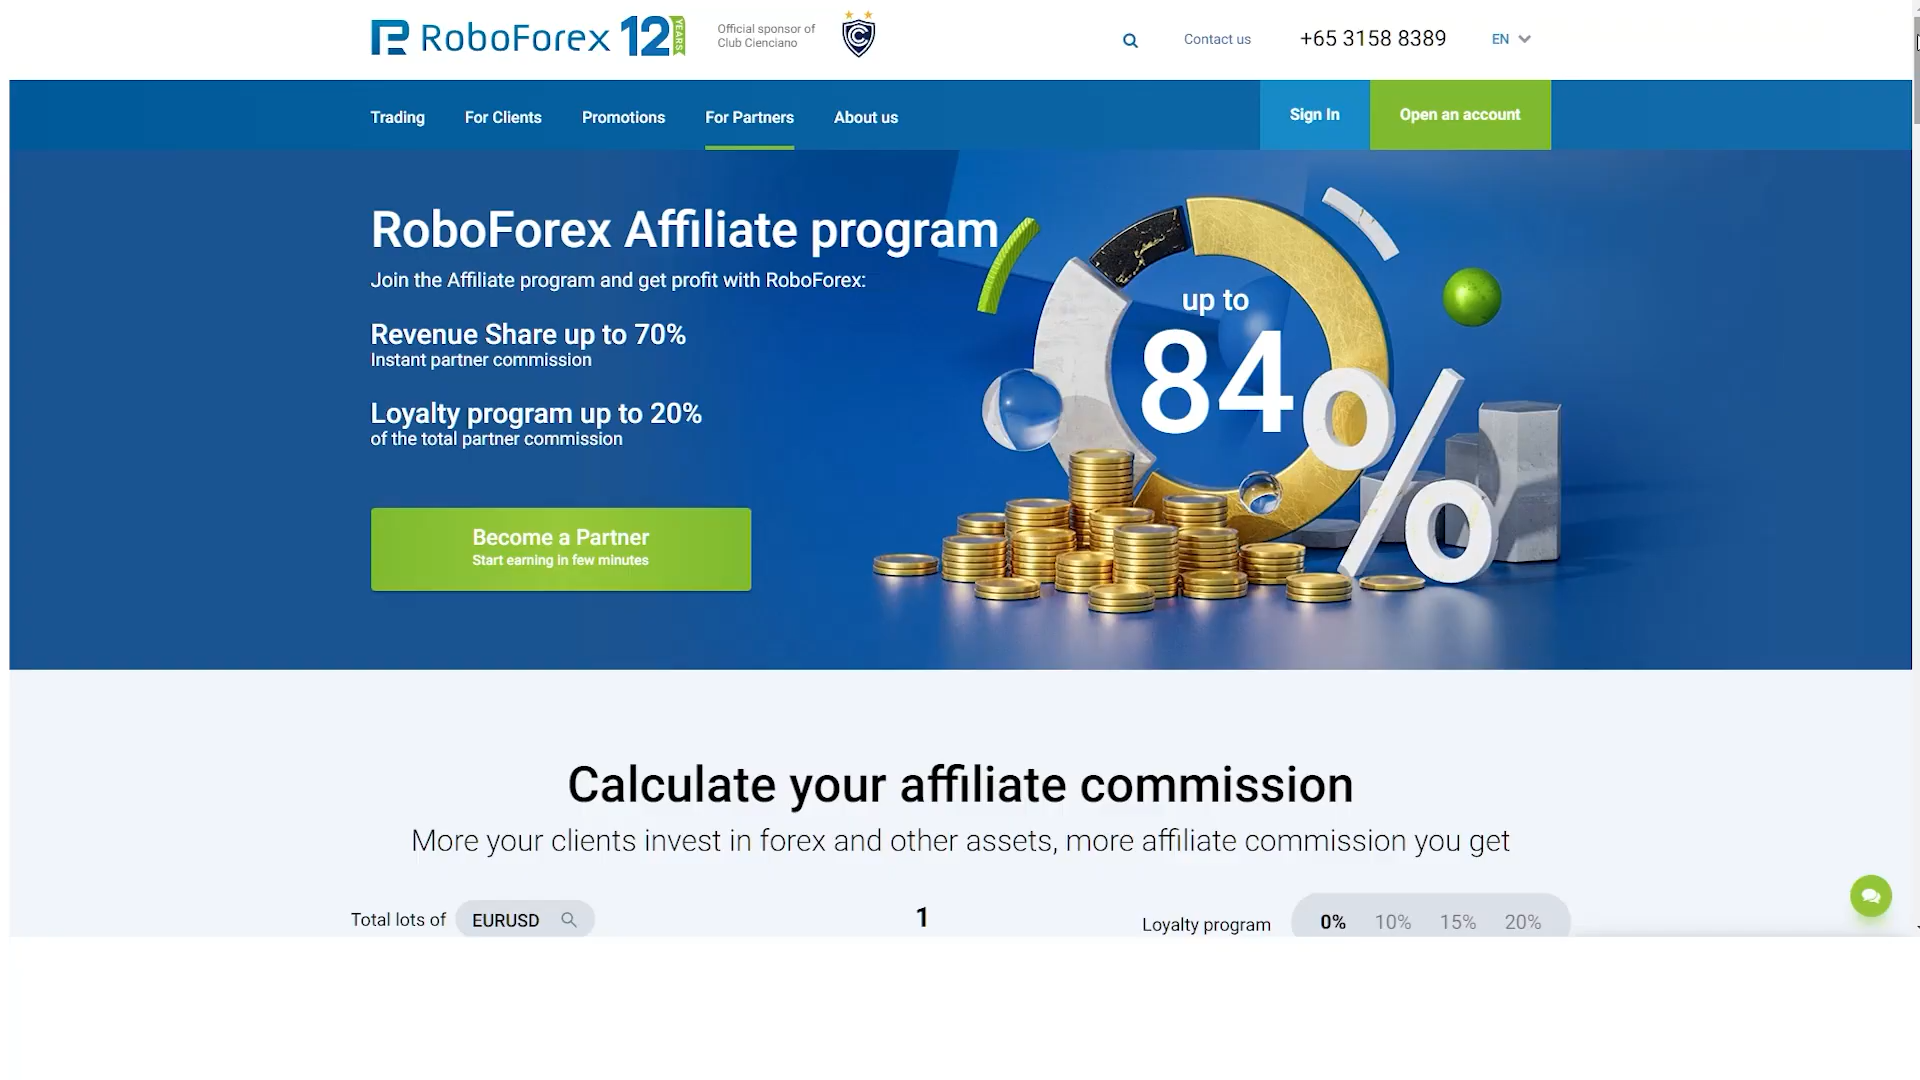 RoboForex 12 YEARS
Official sponsor of
Club Cienciano
Contact us
+65 3158 8389
EN
Trading
For Clients
Promotions
For Partners
About us
Sign In
Open an account
RoboForex Affiliate program
Join the Affiliate program and get profit with RoboForex:
Revenue Share up to 70%
Instant partner commission
Loyalty program up to 20%
of the total partner commission
Become a Partner
Start earning in few minutes
up to
84%
Calculate your affiliate commission
More your clients invest in forex and other assets, more affiliate commission you get
Total lots of
EURUSD
1
Loyalty program
0% 10% 15% 20%